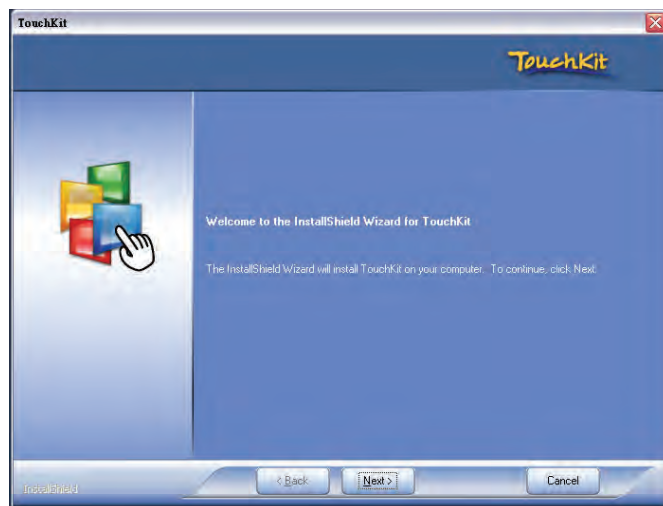 TouchKit
TouchKit
Welcome to the InstallShield Wizard for TouchKit
The InstallShield Wizard will install TouchKit on your computer. To continue, click Next.
InstallShield
< Back
Next >
Cancel